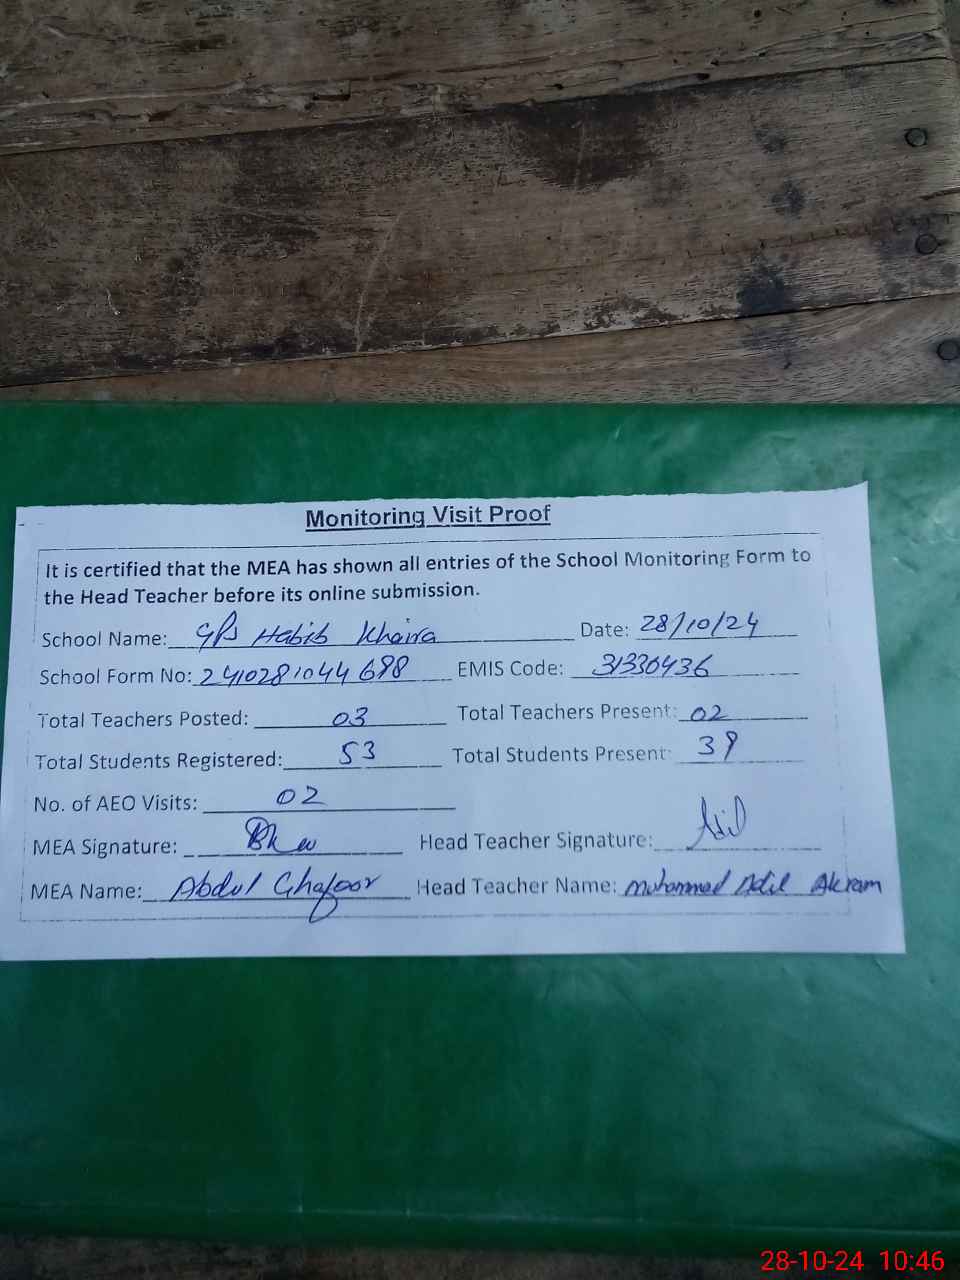 Monitoring Visit Proof
It is certified that the MEA has shown all entries of the School Monitoring Form to
the Head Teacher before its online submission.
School Name: GPS Habib Khaira Date: 28/10/24
School Form No: 2410281044698 EMIS Code: 31330436
Total Teachers Posted: 03 Total Teachers Present: 02
Total Students Registered: 53 Total Students Present: 39
No. of AEO Visits: 02
MEA Signature: Head Teacher Signature: Adil
MEA Name: Abdul Ghafoor Head Teacher Name: Muhammad Adil Akram
28-10-24 10:46